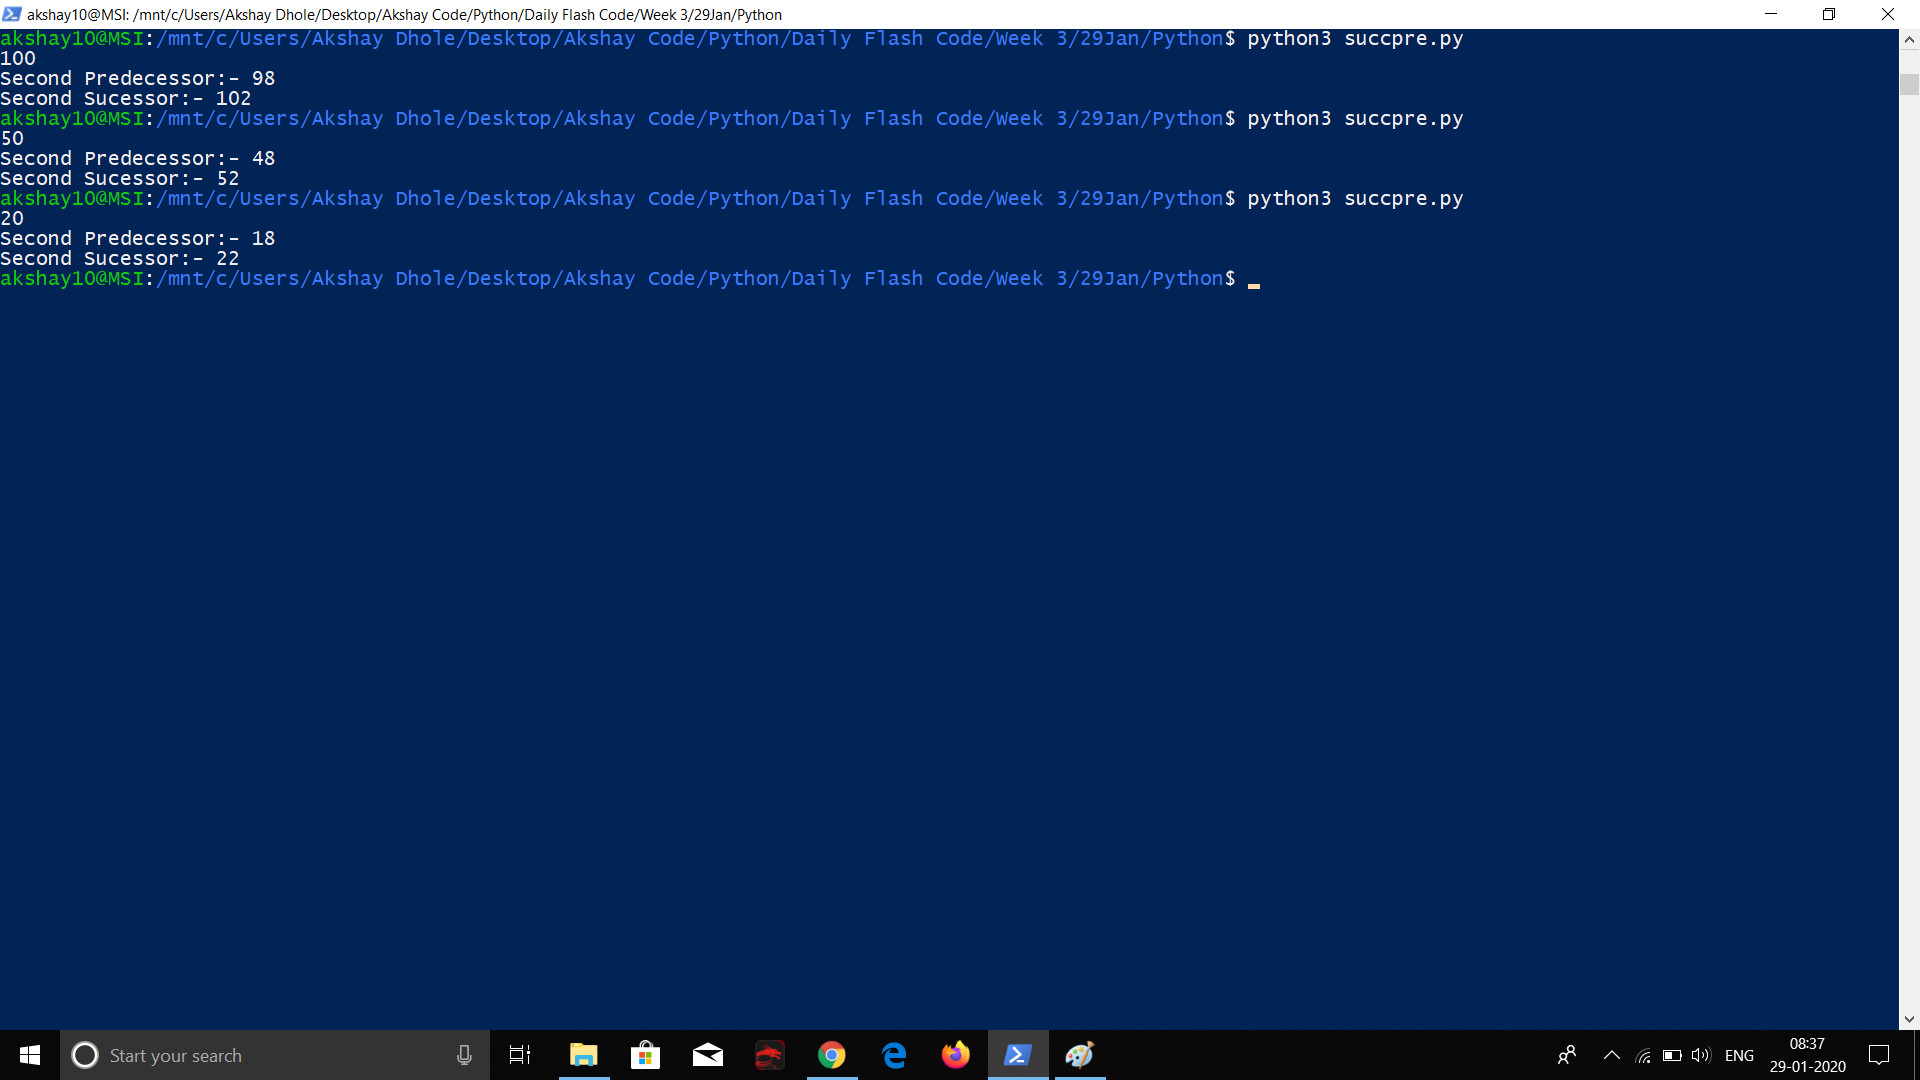 akshay10@MSI: /mnt/c/Users/Akshay Dhole/Desktop/Akshay Code/Python/Daily Flash Code/Week 3/29Jan/Python
akshay10@MSI:/mnt/c/Users/Akshay Dhole/Desktop/Akshay Code/Python/Daily Flash Code/Week 3/29Jan/Python$ python3 succpre.py
100
Second Predecessor:- 98
Second Sucessor:- 102
akshay10@MSI:/mnt/c/Users/Akshay Dhole/Desktop/Akshay Code/Python/Daily Flash Code/Week 3/29Jan/Python$ python3 succpre.py
50
Second Predecessor:- 48
Second Sucessor:- 52
akshay10@MSI:/mnt/c/Users/Akshay Dhole/Desktop/Akshay Code/Python/Daily Flash Code/Week 3/29Jan/Python$ python3 succpre.py
20
Second Predecessor:- 18
Second Sucessor:- 22
akshay10@MSI:/mnt/c/Users/Akshay Dhole/Desktop/Akshay Code/Python/Daily Flash Code/Week 3/29Jan/Python$
Start your search
ENG
08:37
29-01-2020